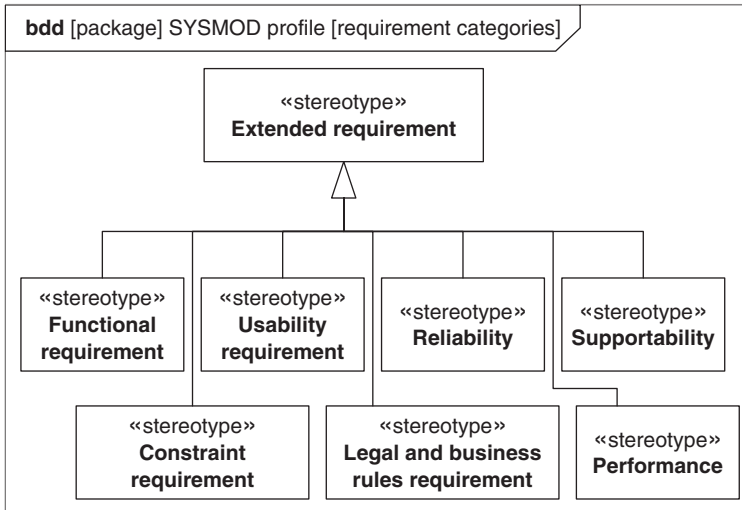 bdd [package] SYSMOD profile [requirement categories]
«stereotype»
Extended requirement
«stereotype»
Functional
requirement
«stereotype»
Usability
requirement
«stereotype»
Reliability
«stereotype»
Supportability
«stereotype»
Constraint
requirement
«stereotype»
Legal and business
rules requirement
«stereotype»
Performance